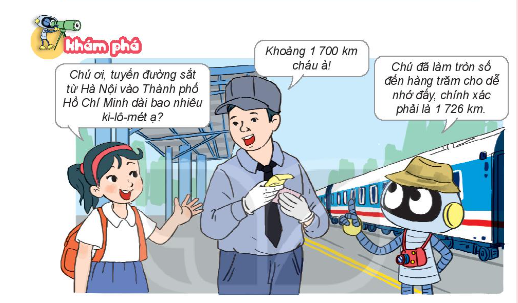 khám phá
Chú ơi, tuyến đường sắt
từ Hà Nội vào Thành phố
Hồ Chí Minh dài bao nhiêu
ki-lô-mét ạ?
Khoảng 1 700 km
cháu à!
Chú đã làm tròn số
đến hàng trăm cho dễ
nhớ đấy, chính xác
phải là 1 726 km.